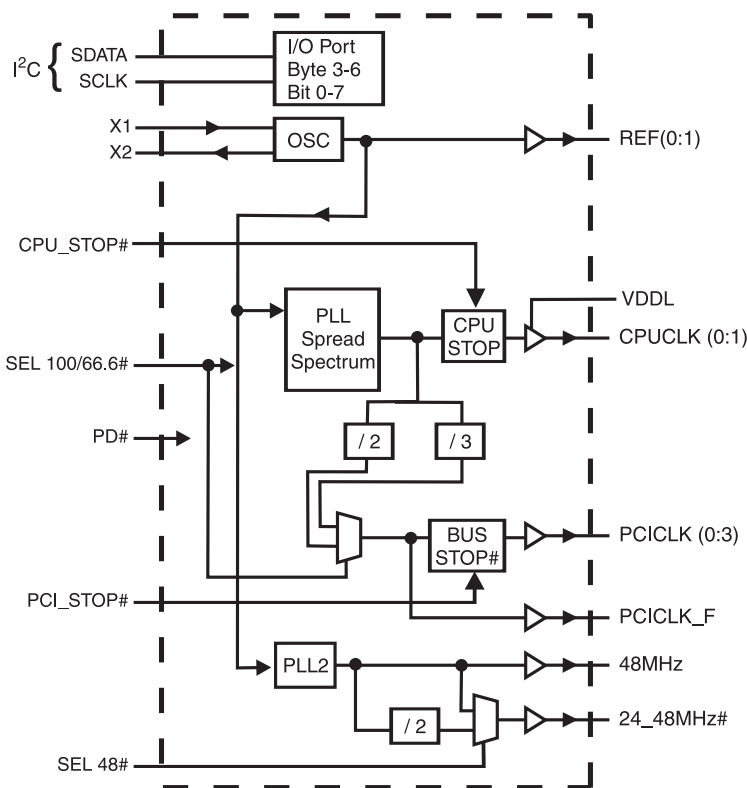 I²C { SDATA
SCLK
I/O Port
Byte 3-6
Bit 0-7
X1
X2
OSC
REF(0:1)
CPU_STOP#
VDDL
PLL
Spread
Spectrum
CPU
STOP
CPUCLK (0:1)
SEL 100/66.6#
/ 2
/ 3
PD#
BUS
STOP#
PCICLK (0:3)
PCI_STOP#
PCICLK_F
PLL2
48MHz
/ 2
24_48MHz#
SEL 48#